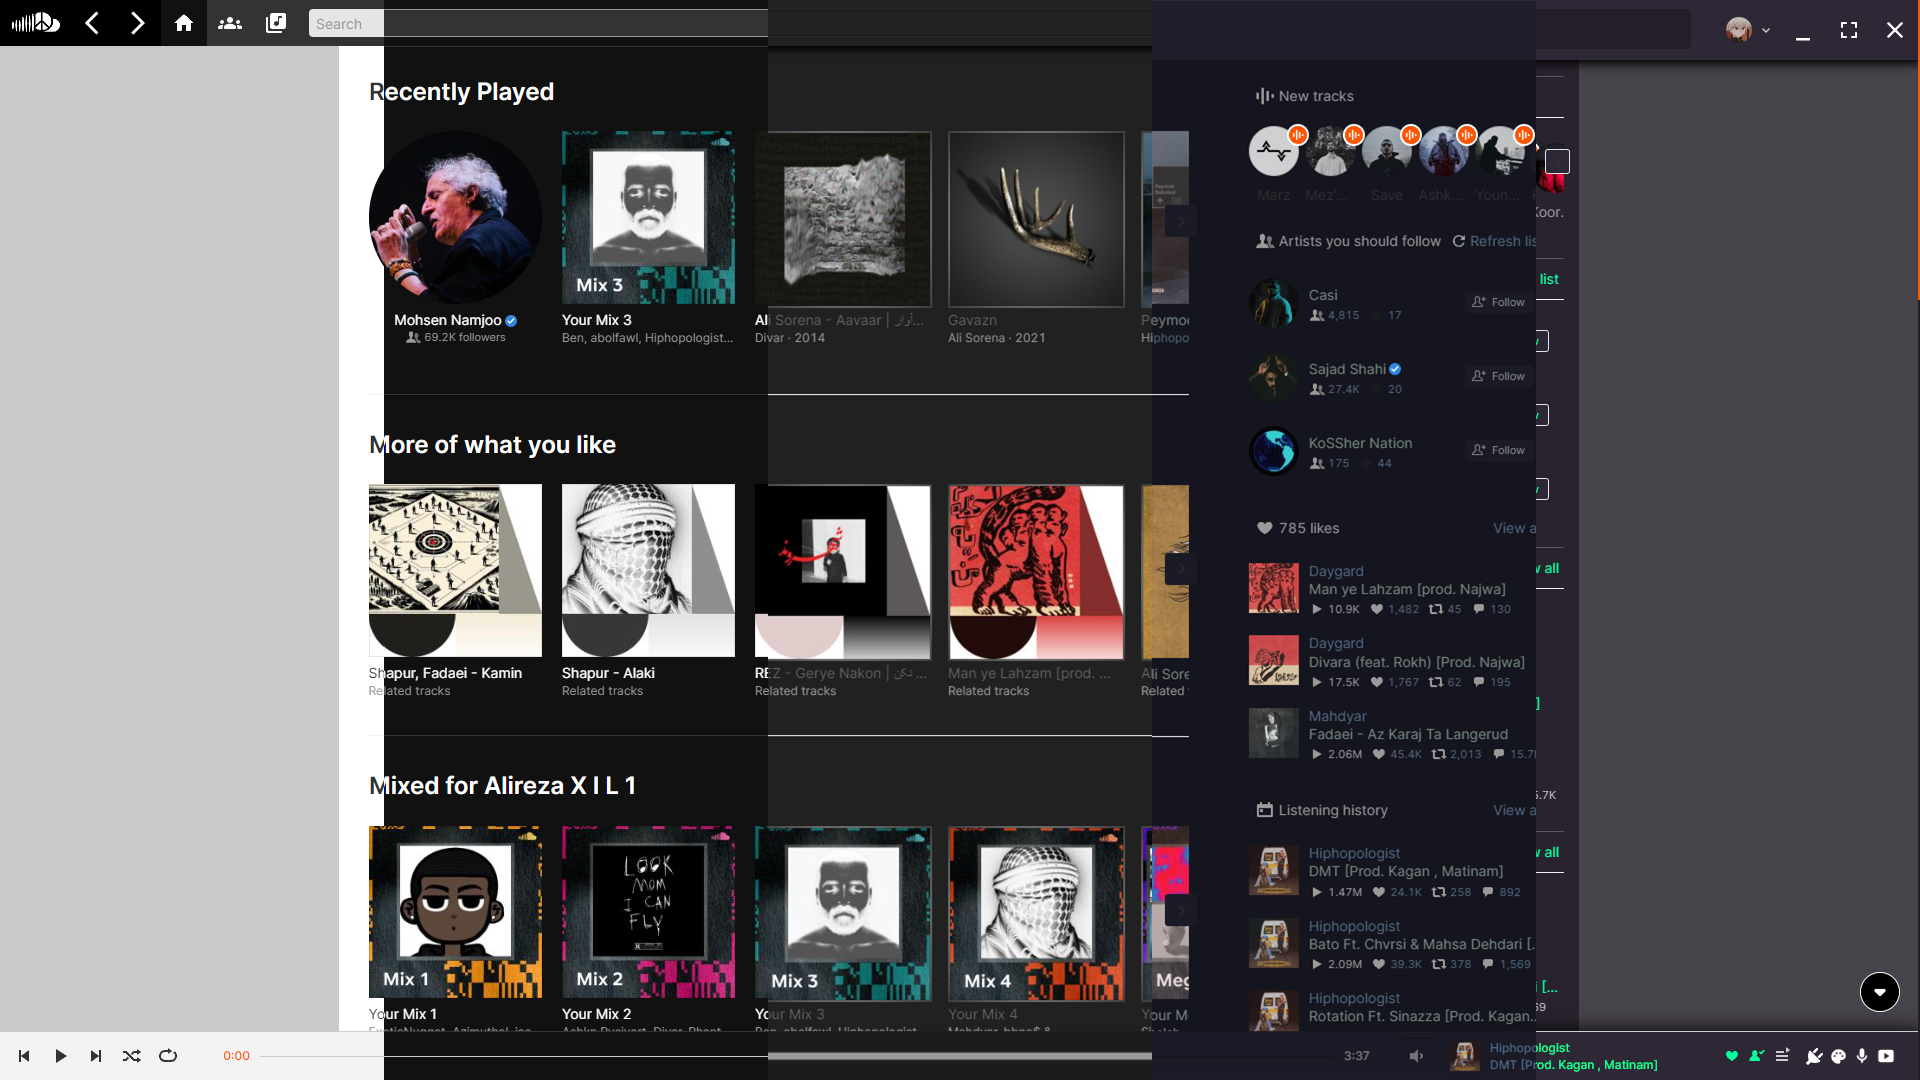 Search
Recently Played
Mohsen Namjoo
69.2K followers
Mix 3
Your Mix 3
Ben, abolfawl, Hiphopologist...
Ali Sorena - Aavaar | آوار...
Divar · 2014
Gavazn
Ali Sorena · 2021
Peymo
Hiphopo
More of what you like
Shapur, Fadaei - Kamin
Related tracks
Shapur - Alaki
Related tracks
REZ - Gerye Nakon | نکن ...
Related tracks
Man ye Lahzam [prod. ...
Related tracks
Ali Sore
Related
Mixed for Alireza X I L 1
Mix 1
Your Mix 1
LOOK
MOM
I CAN
FLY
Mix 2
Your Mix 2
Mix 3
Your Mix 3
Mix 4
Your Mix 4
Meg
Your M
New tracks
Marz
Mez'...
Saye
Ashk...
Youn...
Koor.
Artists you should follow
Refresh lis
list
Casi
4,815 17
Follow
Sajad Shahi
27.4K 20
Follow
KoSSher Nation
175 44
Follow
785 likes
View a
w all
Daygard
Man ye Lahzam [prod. Najwa]
10.9K 1,482 45 130
Daygard
Divara (feat. Rokh) [Prod. Najwa]
17.5K 1,767 62 195
Mahdyar
Fadaei - Az Karaj Ta Langerud
2.06M 45.4K 2,013 15.7
5.7K
Listening history
View a
w all
Hiphopologist
DMT [Prod. Kagan , Matinam]
1.47M 24.1K 258 892
Hiphopologist
Bato Ft. Chvrsi & Mahsa Dehdari [.
2.09M 39.3K 378 1,569
Hiphopologist
Rotation Ft. Sinazza [Prod. Kagan..
i [...
69
0:00
3:37
Hiphopologist
DMT [Prod. Kagan , Matinam]